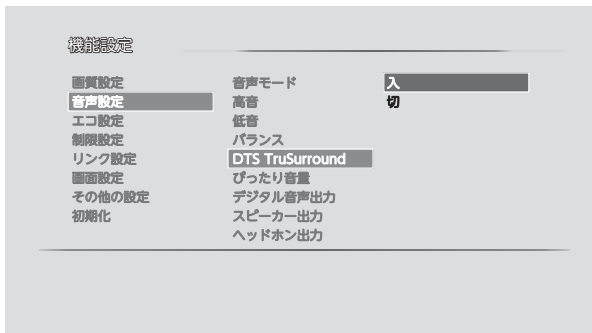 機能設定
画質設定
音声設定
エコ設定
制限設定
リンク設定
画面設定
その他の設定
初期化
音声モード
高音
低音
バランス
DTS TruSurround
ぴったり音量
デジタル音声出力
スピーカー出力
ヘッドホン出力
入
切